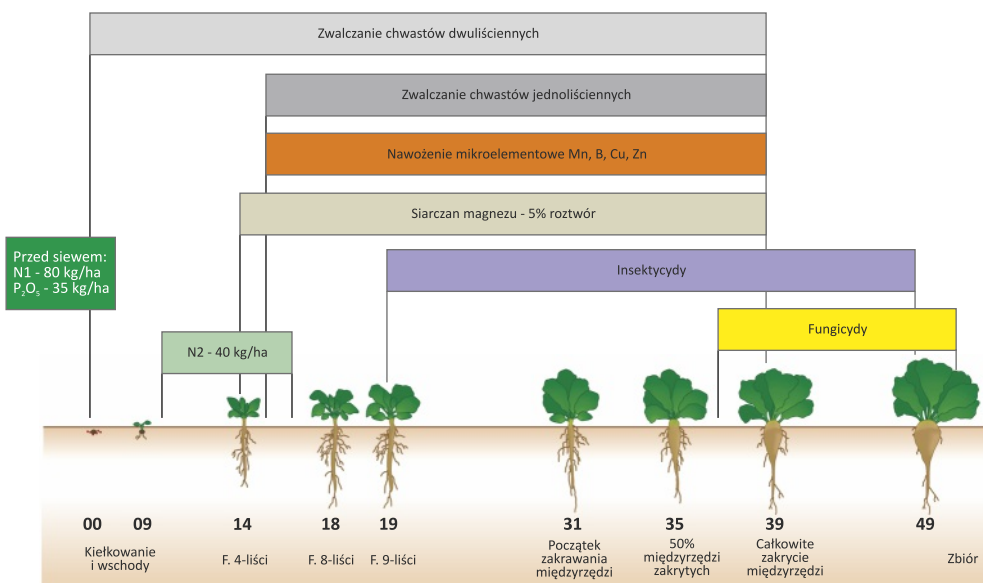 Zwalczanie chwastów dwuliściennych
Zwalczanie chwastów jednoliściennych
Nawożenie mikroelementowe Mn, B, Cu, Zn
Siarczan magnezu - 5% roztwór
Przed siewem:
N1 - 80 kg/ha
P₂O₅ - 35 kg/ha
Insektycydy
Fungicydy
N2 - 40 kg/ha
00 09 14 18 19 31 35 39 49
Kiełkowanie
i wschody
F. 4-liści
F. 8-liści
F. 9-liści
Początek
zakrawania
międzyrzędzi
50%
międzyrzędzi
zakrytych
Całkowite
zakrycie
międzyrzędzi
Zbiór